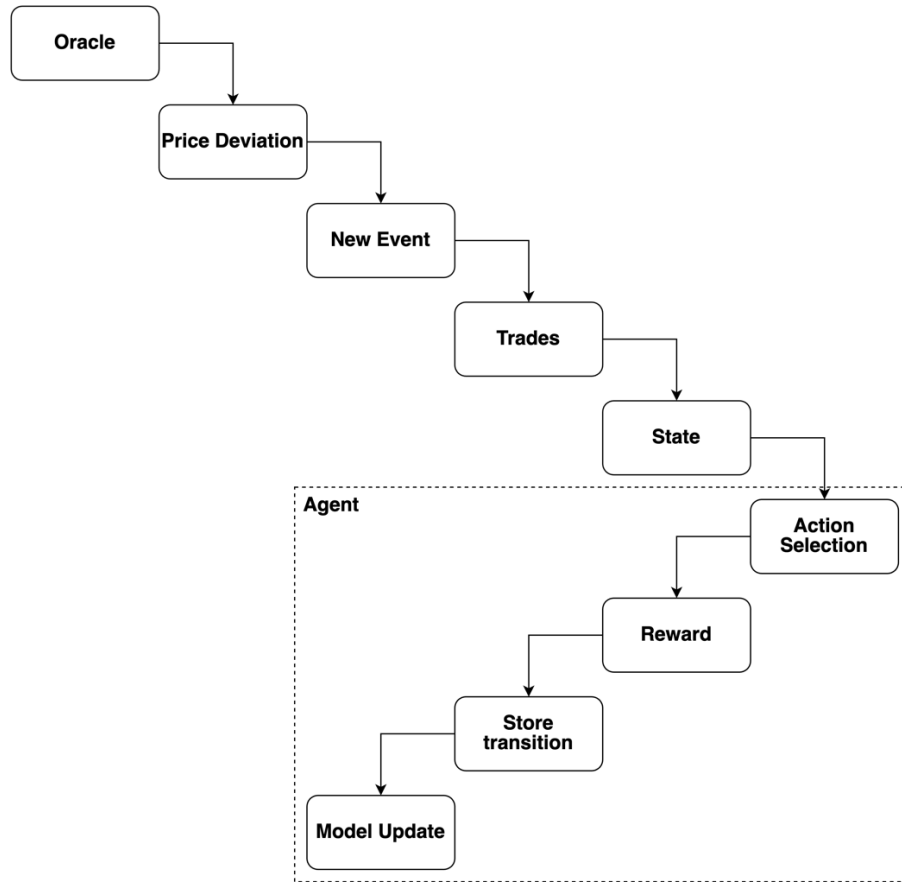 Oracle
Price Deviation
New Event
Trades
State
Agent
Action
Selection
Reward
Store
transition
Model Update